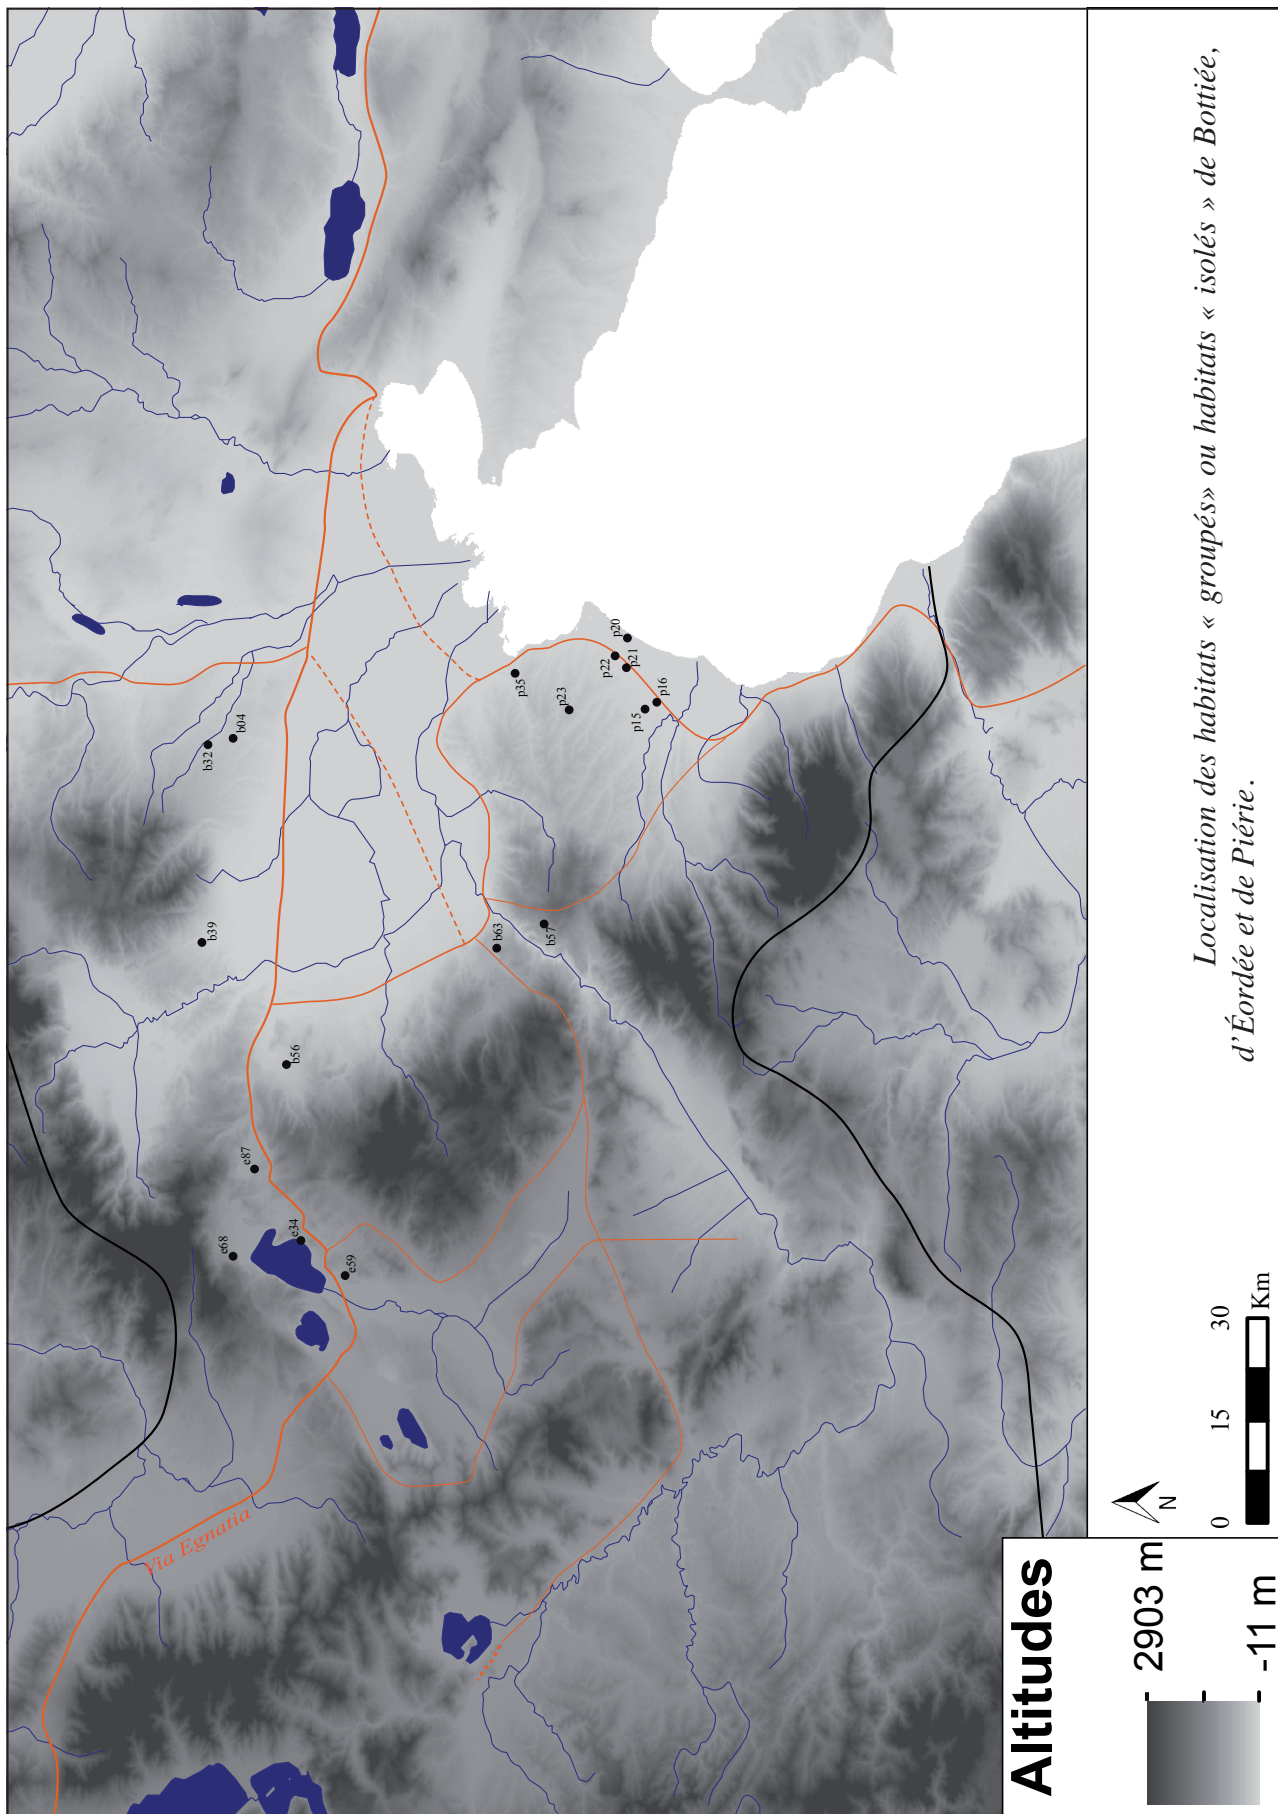 Via Egnatia
e68
e87
e34
e59
b56
b39
b32
b04
b63
b57
p35
p23
p22
p20
p21
p15
p16
Altitudes
2903 m
-11 m
N
0 15 30
Km
Localisation des habitats « groupés» ou habitats « isolés » de Bottiée,
d'Éordée et de Piérie.